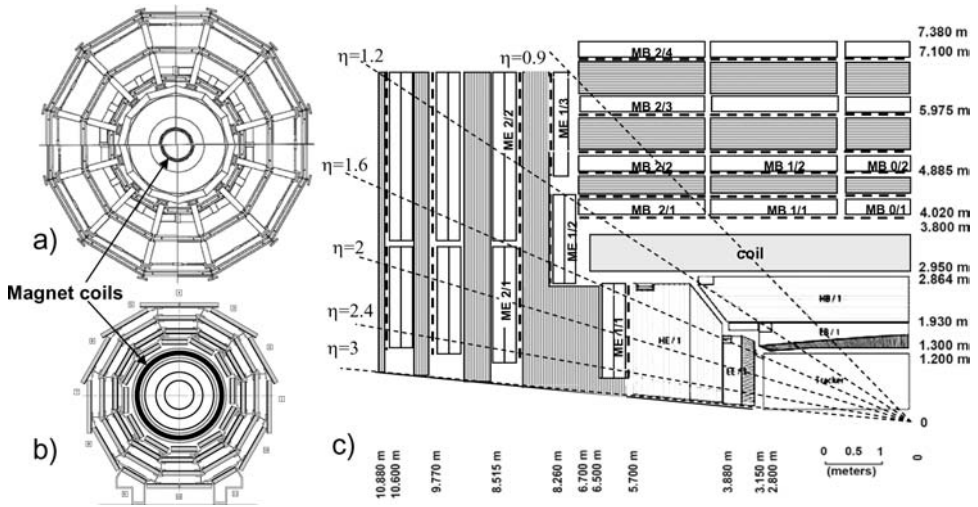 a)
Magnet coils
b)
c)
η=1.2
η=0.9
η=1.6
η=2
η=2.4
η=3
MB 2/4
MB 2/3
MB 2/2
MB 1/2
MB 0/2
MB 2/1
MB 1/1
MB 0/1
ME 2/2
ME 1/3
ME 1/2
ME 2/1
ME 1/1
coil
HB / 1
HE / 1
Tracker
7.380 m
7.100 m
5.975 m
4.885 m
4.020 m
3.800 m
2.950 m
2.864 m
1.930 m
1.300 m
1.200 m
0
10.880 m
10.600 m
9.770 m
8.515 m
8.260 m
6.700 m
6.500 m
5.700 m
3.880 m
3.150 m
2.800 m
0
0 0.5 1
(meters)